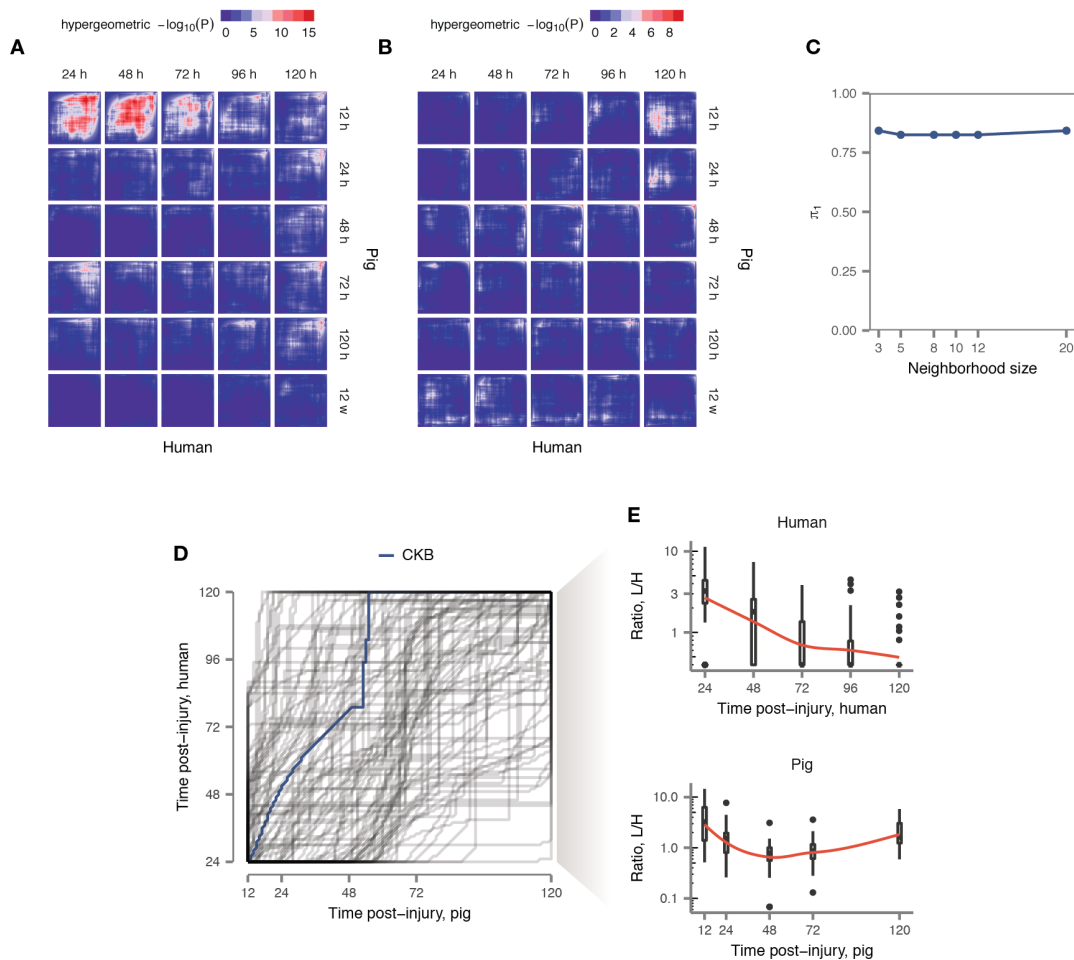 hypergeometric −log10(P)
0 5 10 15
hypergeometric −log10(P)
0 2 4 6 8
A
B
C
24 h 48 h 72 h 96 h 120 h
12 h
24 h
48 h
72 h
120 h
12 w
Pig
Human
24 h 48 h 72 h 96 h 120 h
12 h
24 h
48 h
72 h
120 h
12 w
Pig
Human
1.00
0.75
0.50
0.25
0.00
π1
3 5 8 10 12 20
Neighborhood size
D
CKB
120
96
72
48
24
Time post−injury, human
12 24 48 72 120
Time post−injury, pig
E
Human
10
3
1
Ratio, L/H
24 48 72 96 120
Time post−injury, human
Pig
10.0
1.0
0.1
Ratio, L/H
12 24 48 72 120
Time post−injury, pig